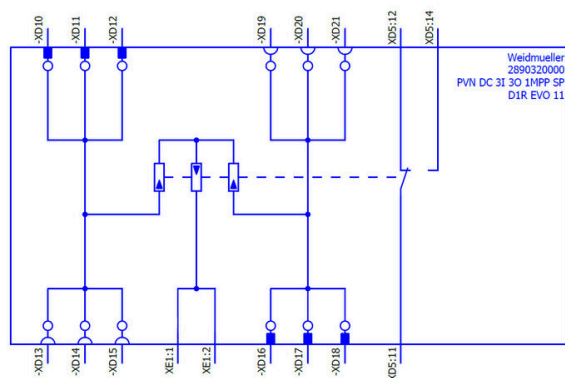 -XD10
-XD11
-XD12
-XD19
-XD20
-XD21
XD5:12
XD5:14
Weidmueller
2890320000
PVN DC 3I 3O 1MPP SP
D1R EVO 11
-XD13
-XD14
-XD15
XE1:1
XE1:2
-XD16
-XD17
-XD18
XD5:11